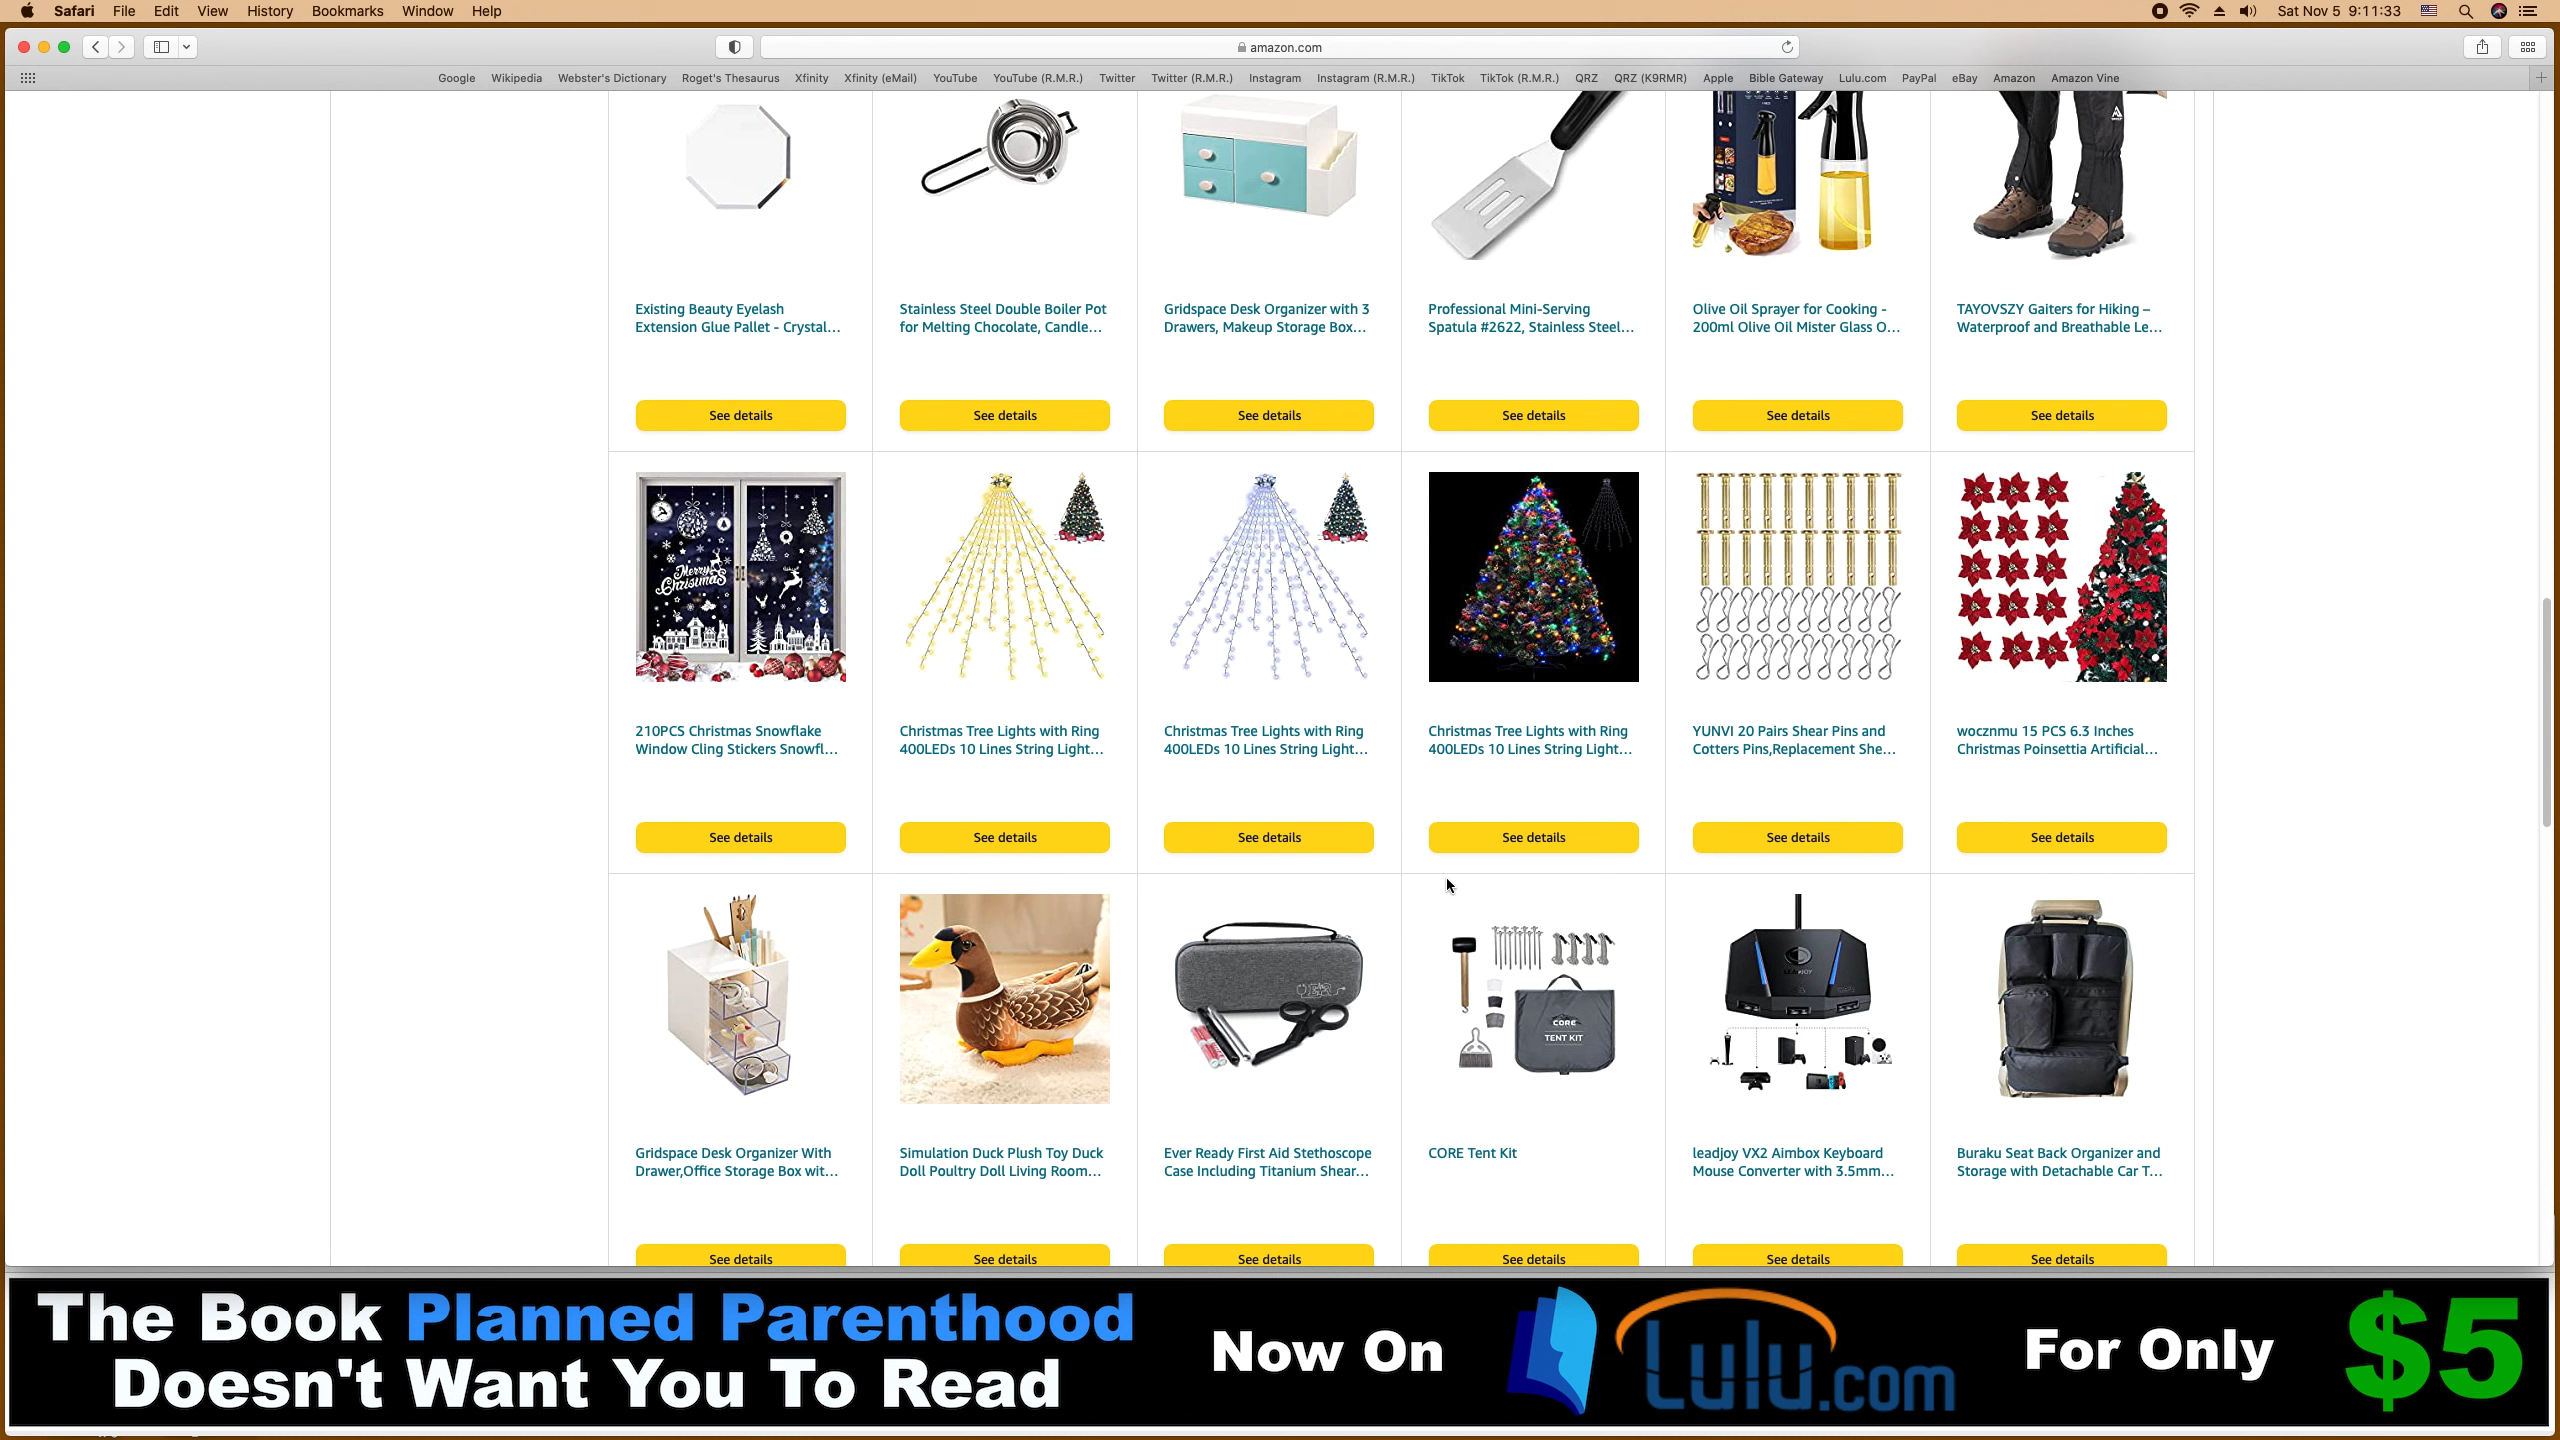 Safari File Edit View History Bookmarks Window Help
Sat Nov 5 9:11:33
amazon.com
Google Wikipedia Webster's Dictionary Roget's Thesaurus Xfinity Xfinity (eMail) YouTube YouTube (R.M.R.) Twitter Twitter (R.M.R.) Instagram Instagram (R.M.R.) TikTok TikTok (R.M.R.) QRZ QRZ (K9RMR) Apple Bible Gateway Lulu.com PayPal eBay Amazon Amazon Vine
Existing Beauty Eyelash
Extension Glue Pallet - Crystal...
Stainless Steel Double Boiler Pot
for Melting Chocolate, Candle...
Gridspace Desk Organizer with 3
Drawers, Makeup Storage Box...
Professional Mini-Serving
Spatula #2622, Stainless Steel...
Olive Oil Sprayer for Cooking -
200ml Olive Oil Mister Glass O...
TAYOVSZY Gaiters for Hiking –
Waterproof and Breathable Le...
See details See details See details See details See details See details
Merry
Christmas
210PCS Christmas Snowflake
Window Cling Stickers Snowfl...
Christmas Tree Lights with Ring
400LEDs 10 Lines String Light...
Christmas Tree Lights with Ring
400LEDs 10 Lines String Light...
Christmas Tree Lights with Ring
400LEDs 10 Lines String Light...
YUNVI 20 Pairs Shear Pins and
Cotters Pins,Replacement She...
wocznmu 15 PCS 6.3 Inches
Christmas Poinsettia Artificial...
See details See details See details See details See details See details
CORE
TENT KIT
LEADJOY
Gridspace Desk Organizer With
Drawer,Office Storage Box wit...
Simulation Duck Plush Toy Duck
Doll Poultry Doll Living Room...
Ever Ready First Aid Stethoscope
Case Including Titanium Shear...
CORE Tent Kit
leadjoy VX2 Aimbox Keyboard
Mouse Converter with 3.5mm...
Buraku Seat Back Organizer and
Storage with Detachable Car T...
See details See details See details See details See details See details
The Book Planned Parenthood
Doesn't Want You To Read
Now On
Lulu.com
For Only
$5